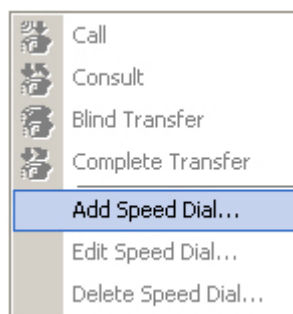 Call
Consult
Blind Transfer
Complete Transfer
Add Speed Dial...
Edit Speed Dial...
Delete Speed Dial...